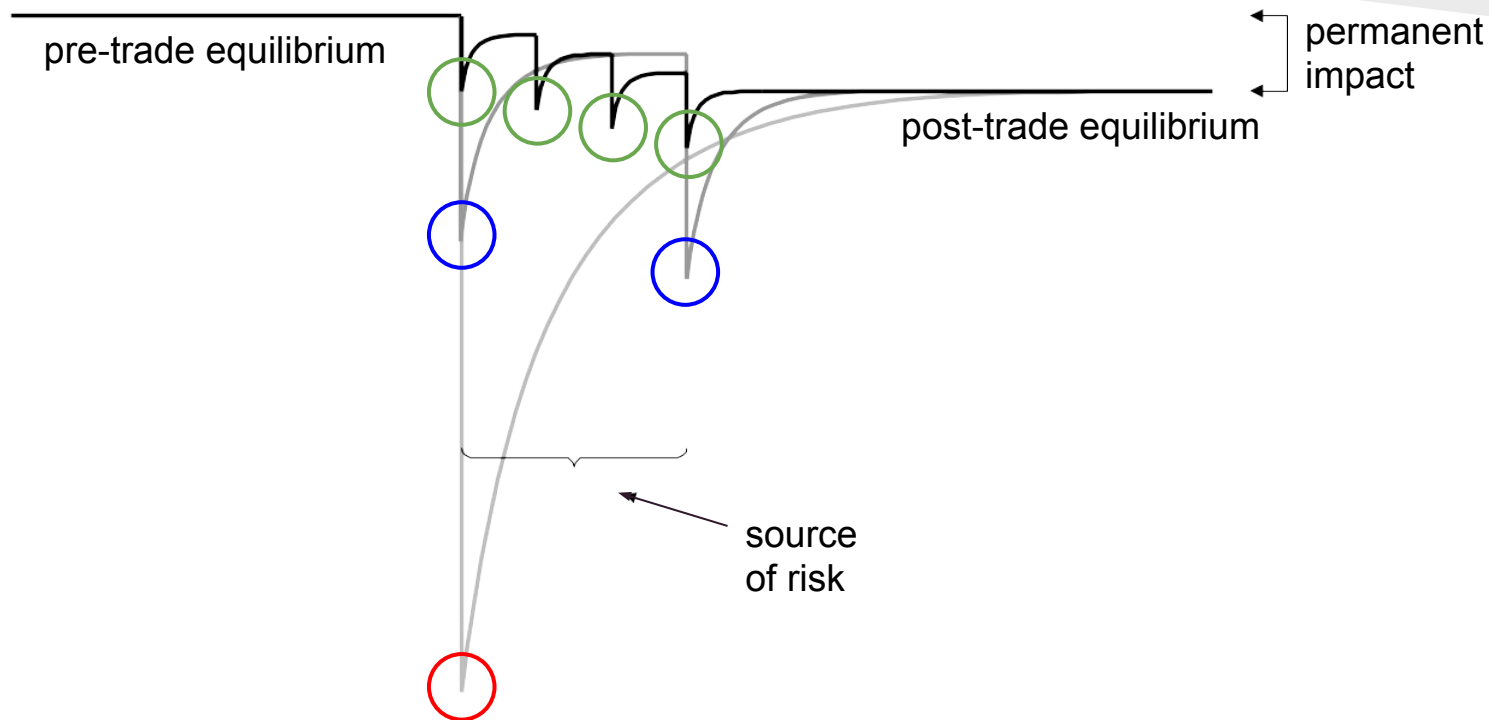 pre-trade equilibrium
permanent
impact
post-trade equilibrium
source
of risk